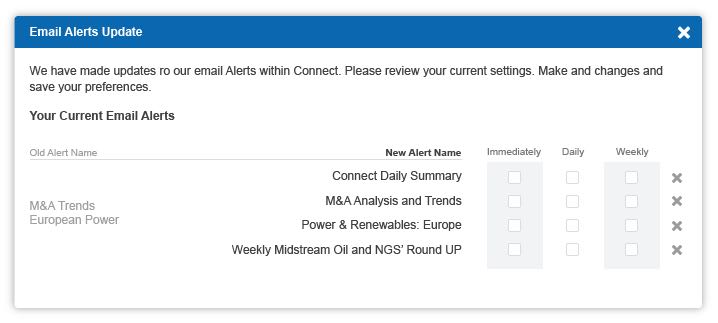 Email Alerts Update
We have made updates ro our email Alerts within Connect. Please review your current settings. Make and changes and
save your preferences.
Your Current Email Alerts
Old Alert Name New Alert Name Immediately Daily Weekly
Connect Daily Summary
M&A Trends M&A Analysis and Trends
European Power Power & Renewables: Europe
Weekly Midstream Oil and NGS’ Round UP